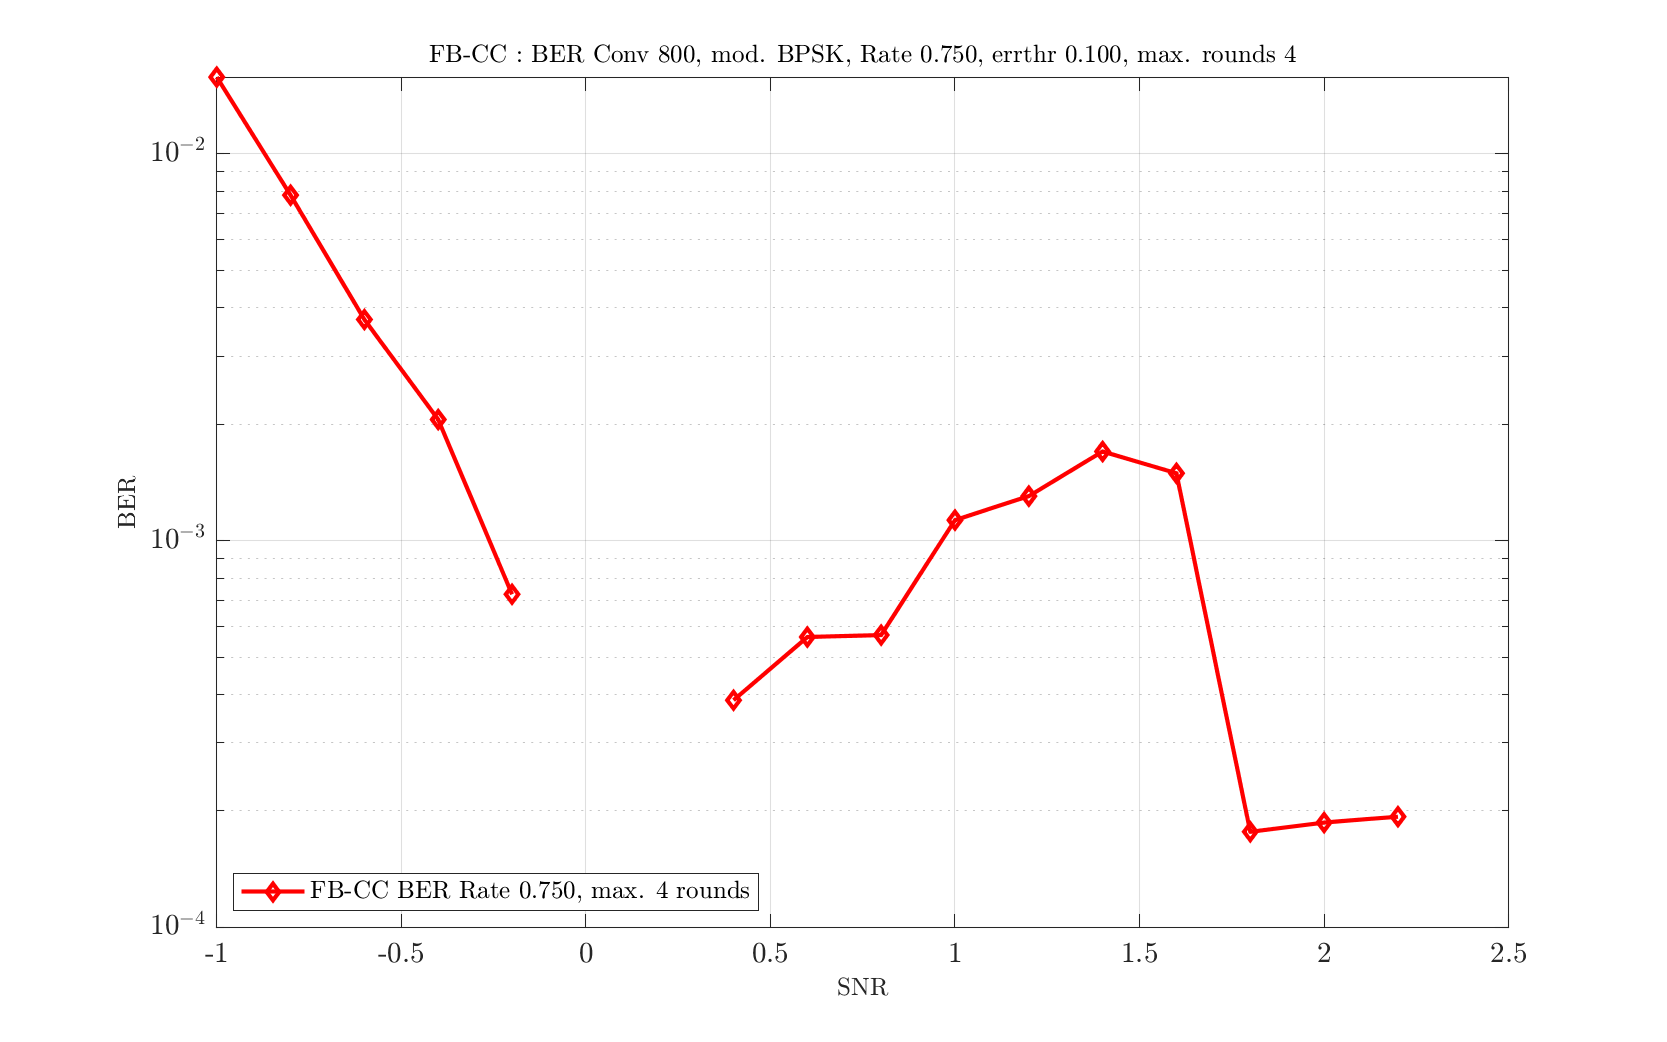 FB-CC : BER Conv 800, mod. BPSK, Rate 0.750, errthr 0.100, max. rounds 4
BER
10⁻²
10⁻³
10⁻⁴
FB-CC BER Rate 0.750, max. 4 rounds
-1 -0.5 0 0.5 1 1.5 2 2.5
SNR